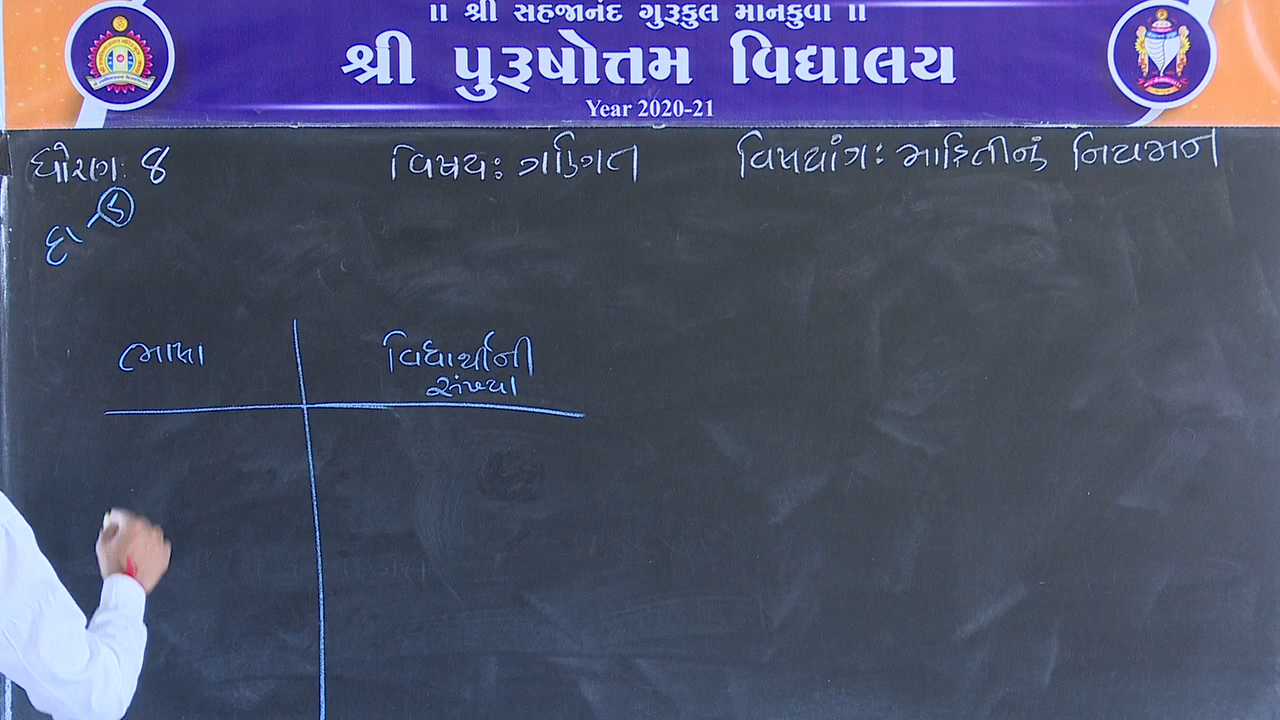 ॥ શ્રી સહજાનંદ ગુરૂકુલ માનકુવા ॥
શ્રી પુરૂષોત્તમ વિદ્યાલય
Year 2020-21
ધોરણ: 8 વિષય: ગણિત વિષયાંગ: માહિતીનું નિયમન
દા
ભાષા વિદ્યાર્થીની
સંખ્યા